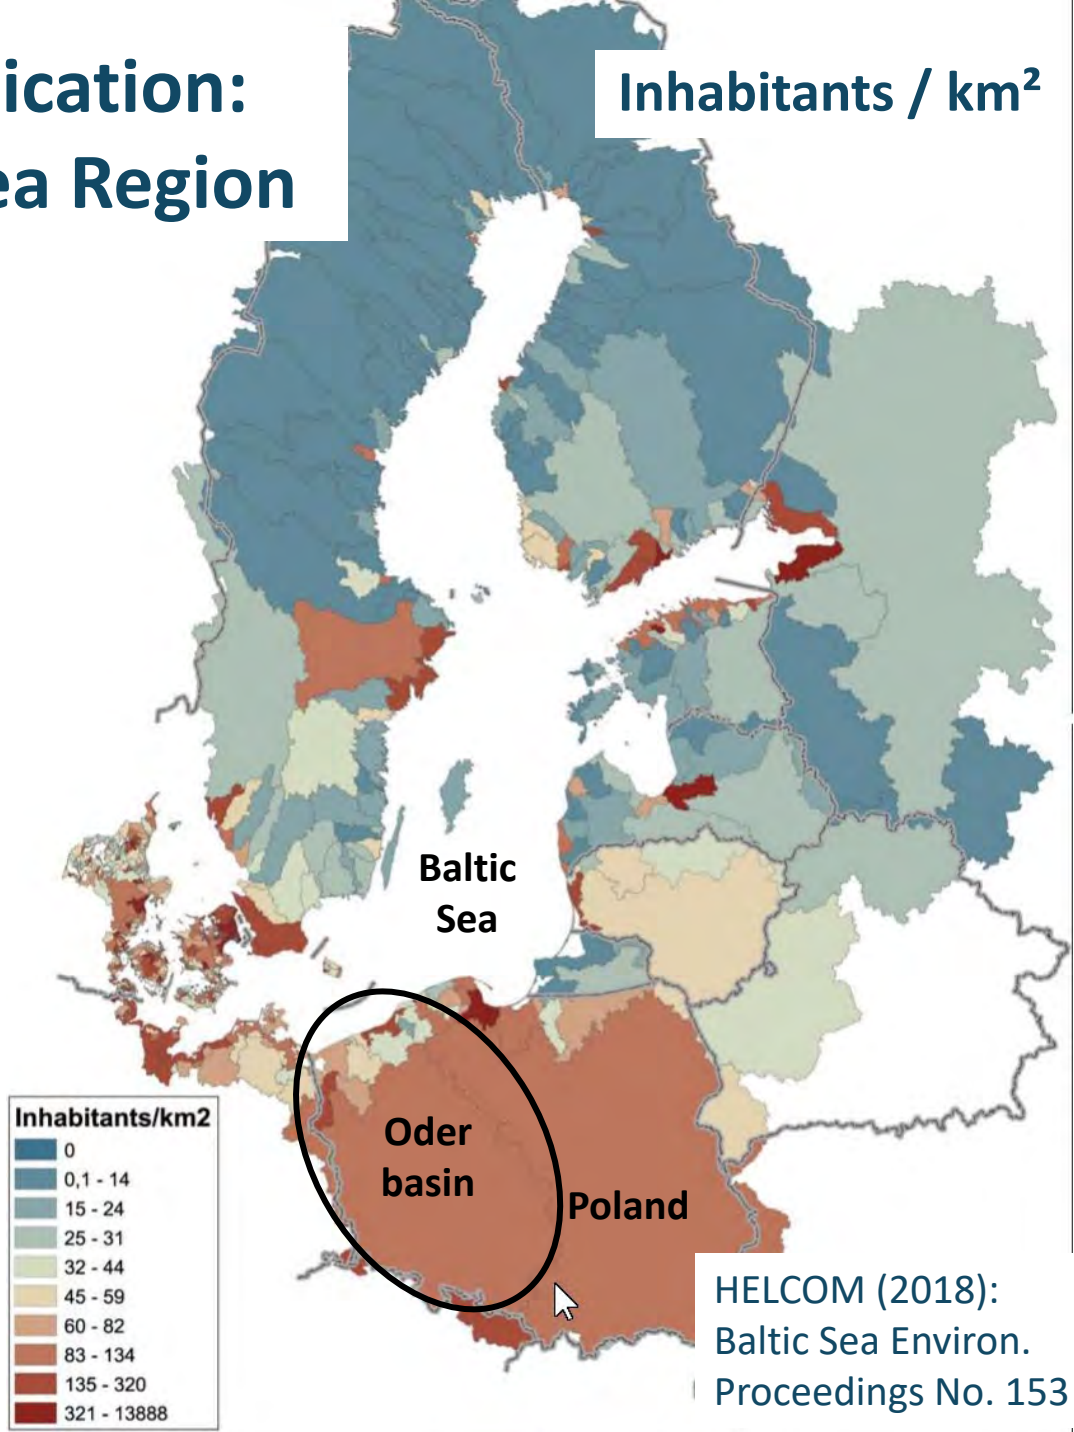 ication:
ea Region
Inhabitants / km²
Baltic
Sea
Oder
basin
Poland
Inhabitants/km2
0
0,1 - 14
15 - 24
25 - 31
32 - 44
45 - 59
60 - 82
83 - 134
135 - 320
321 - 13888
HELCOM (2018):
Baltic Sea Environ.
Proceedings No. 153